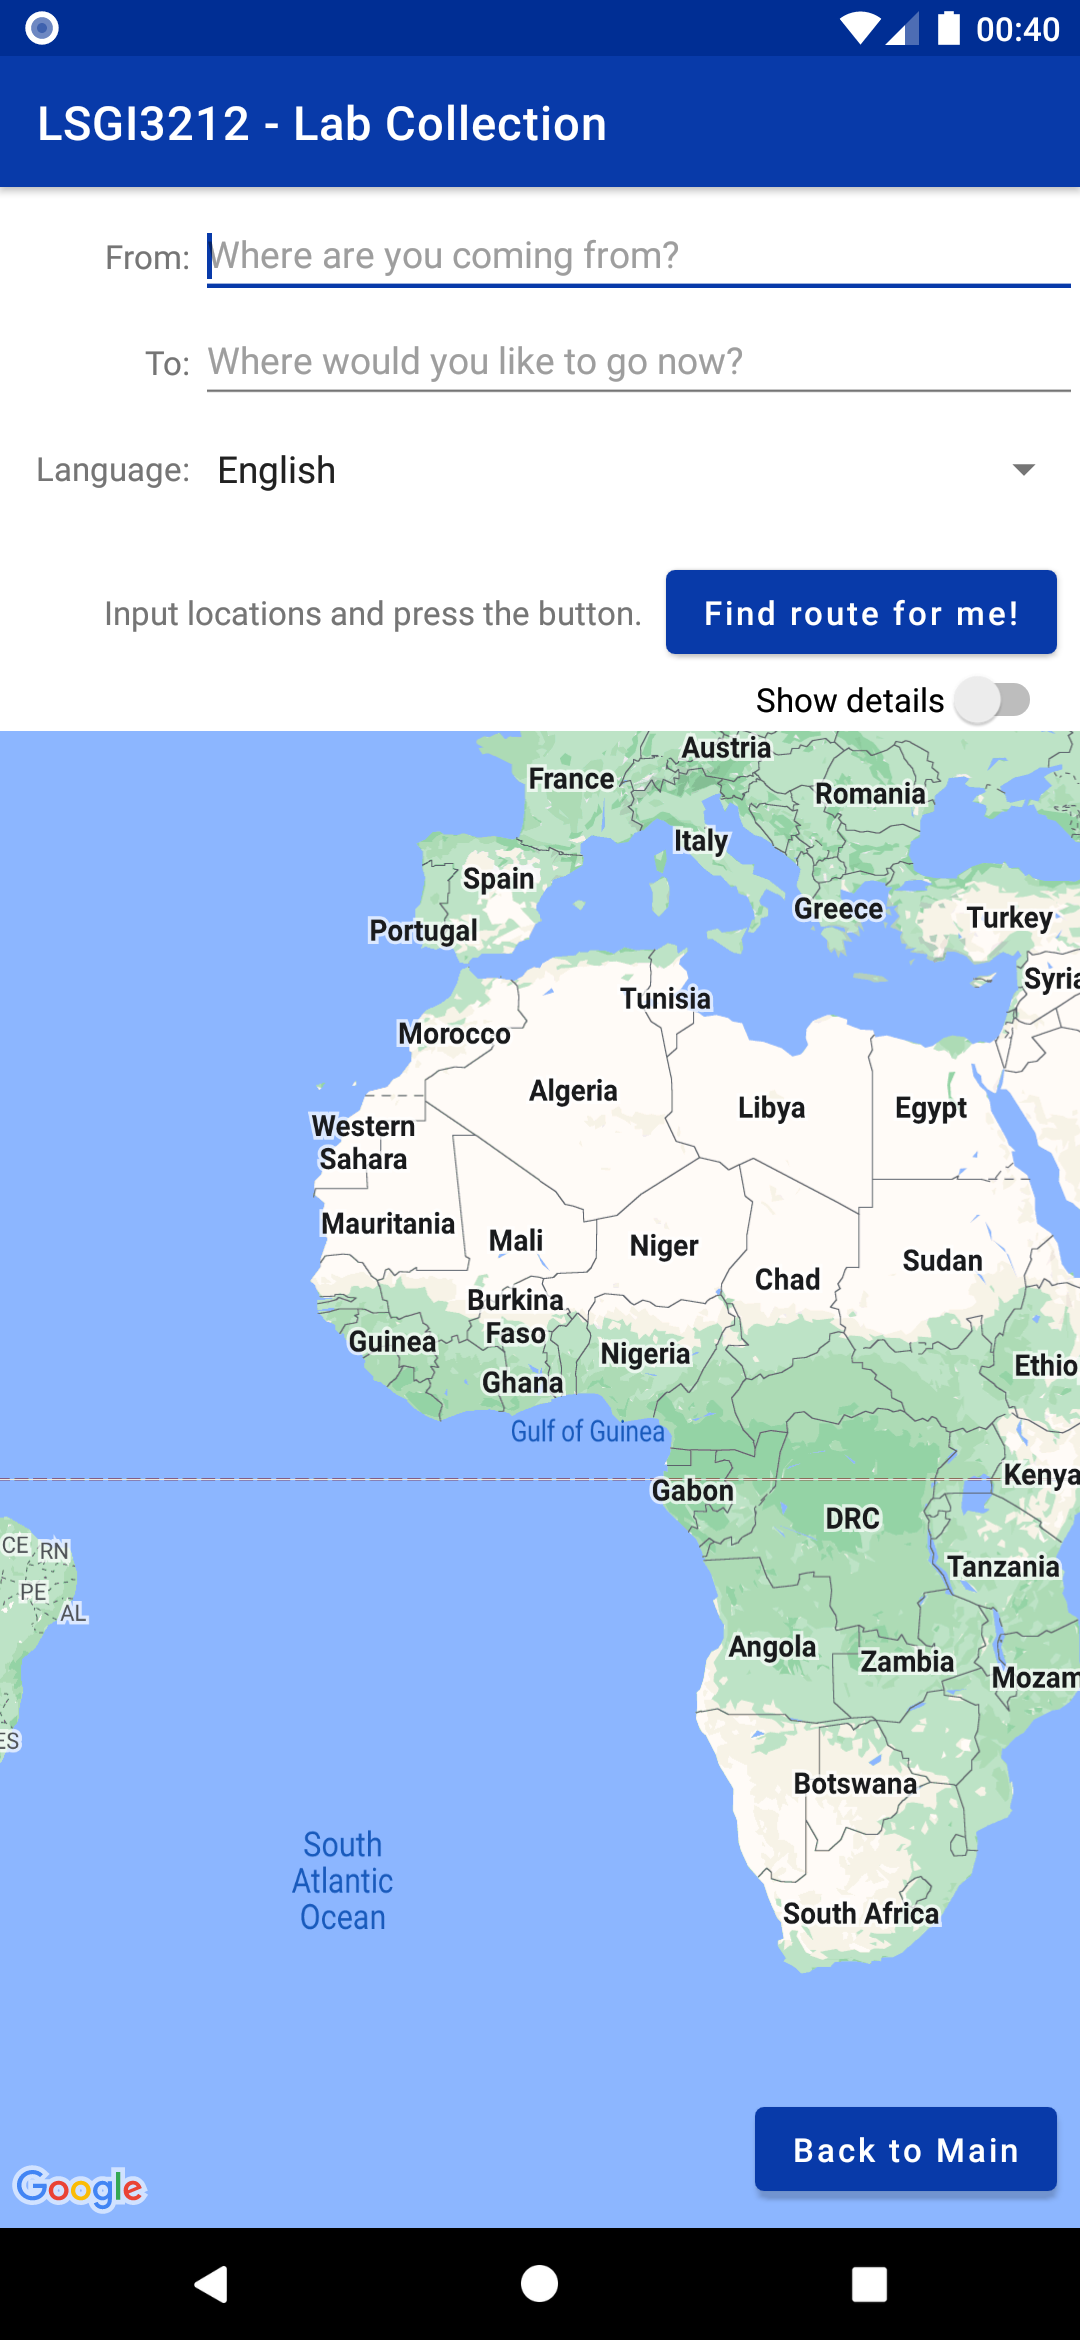 00:40
LSGI3212 - Lab Collection
From: Where are you coming from?
To: Where would you like to go now?
Language: English
Input locations and press the button. Find route for me!
Show details
Austria
France
Romania
Italy
Spain
Greece
Turkey
Portugal
Syria
Tunisia
Morocco
Algeria
Libya
Egypt
Western
Sahara
Mauritania
Mali
Niger
Sudan
Chad
Burkina
Faso
Guinea
Nigeria
Ethio
Ghana
Gulf of Guinea
Kenya
Gabon
DRC
CE
RN
Tanzania
PE
AL
Angola
Zambia
Mozam
ES
Botswana
South
Atlantic
Ocean
South Africa
Back to Main
Google